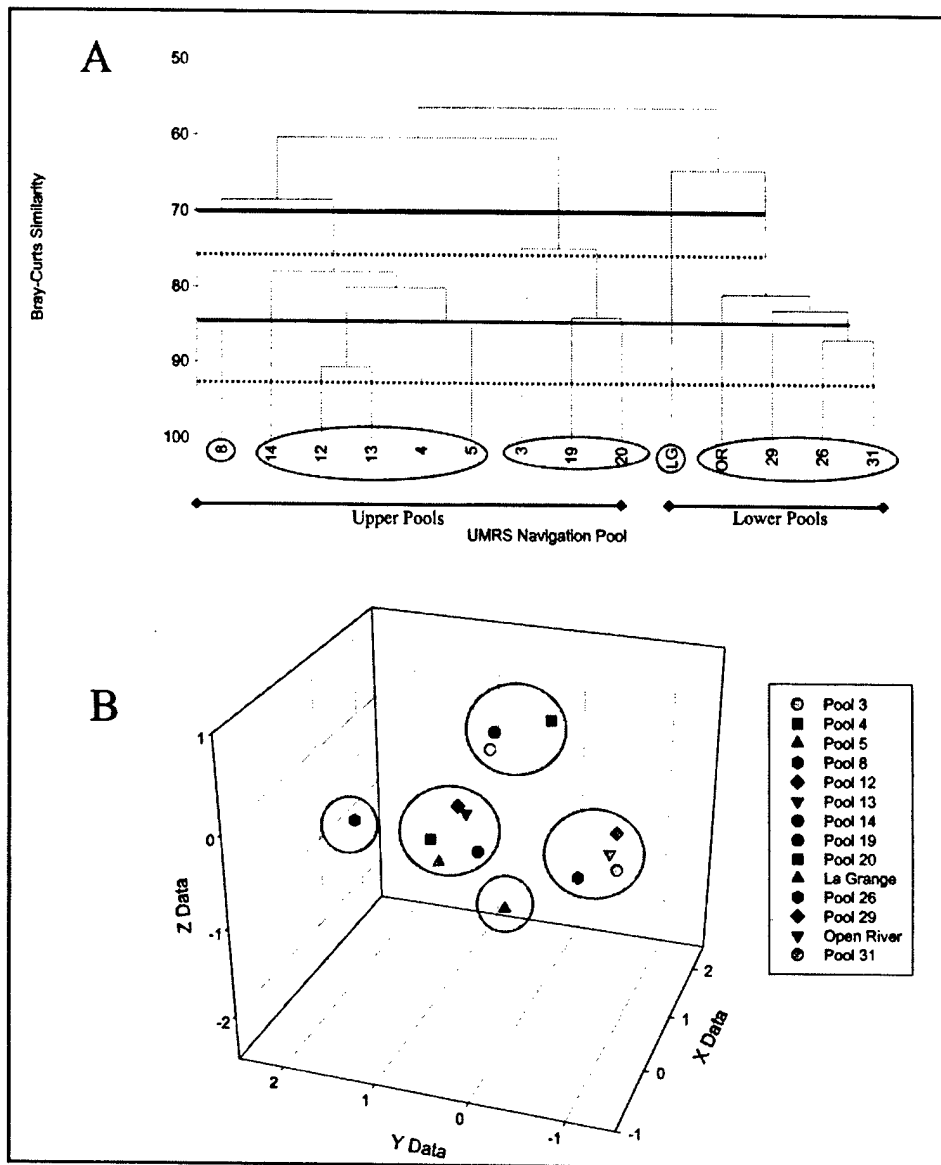 A
Bray-Curts Similarity
50
60
70
80
90
100
8
14
12
13
4
5
3
19
20
LG
OR
29
26
31
Upper Pools
Lower Pools
UMRS Navigation Pool
B
Z Data
1
0
-1
-2
2
1
0
-1
Y Data
-1
0
1
2
X Data
Pool 3
Pool 4
Pool 5
Pool 8
Pool 12
Pool 13
Pool 14
Pool 19
Pool 20
La Grange
Pool 26
Pool 29
Open River
Pool 31